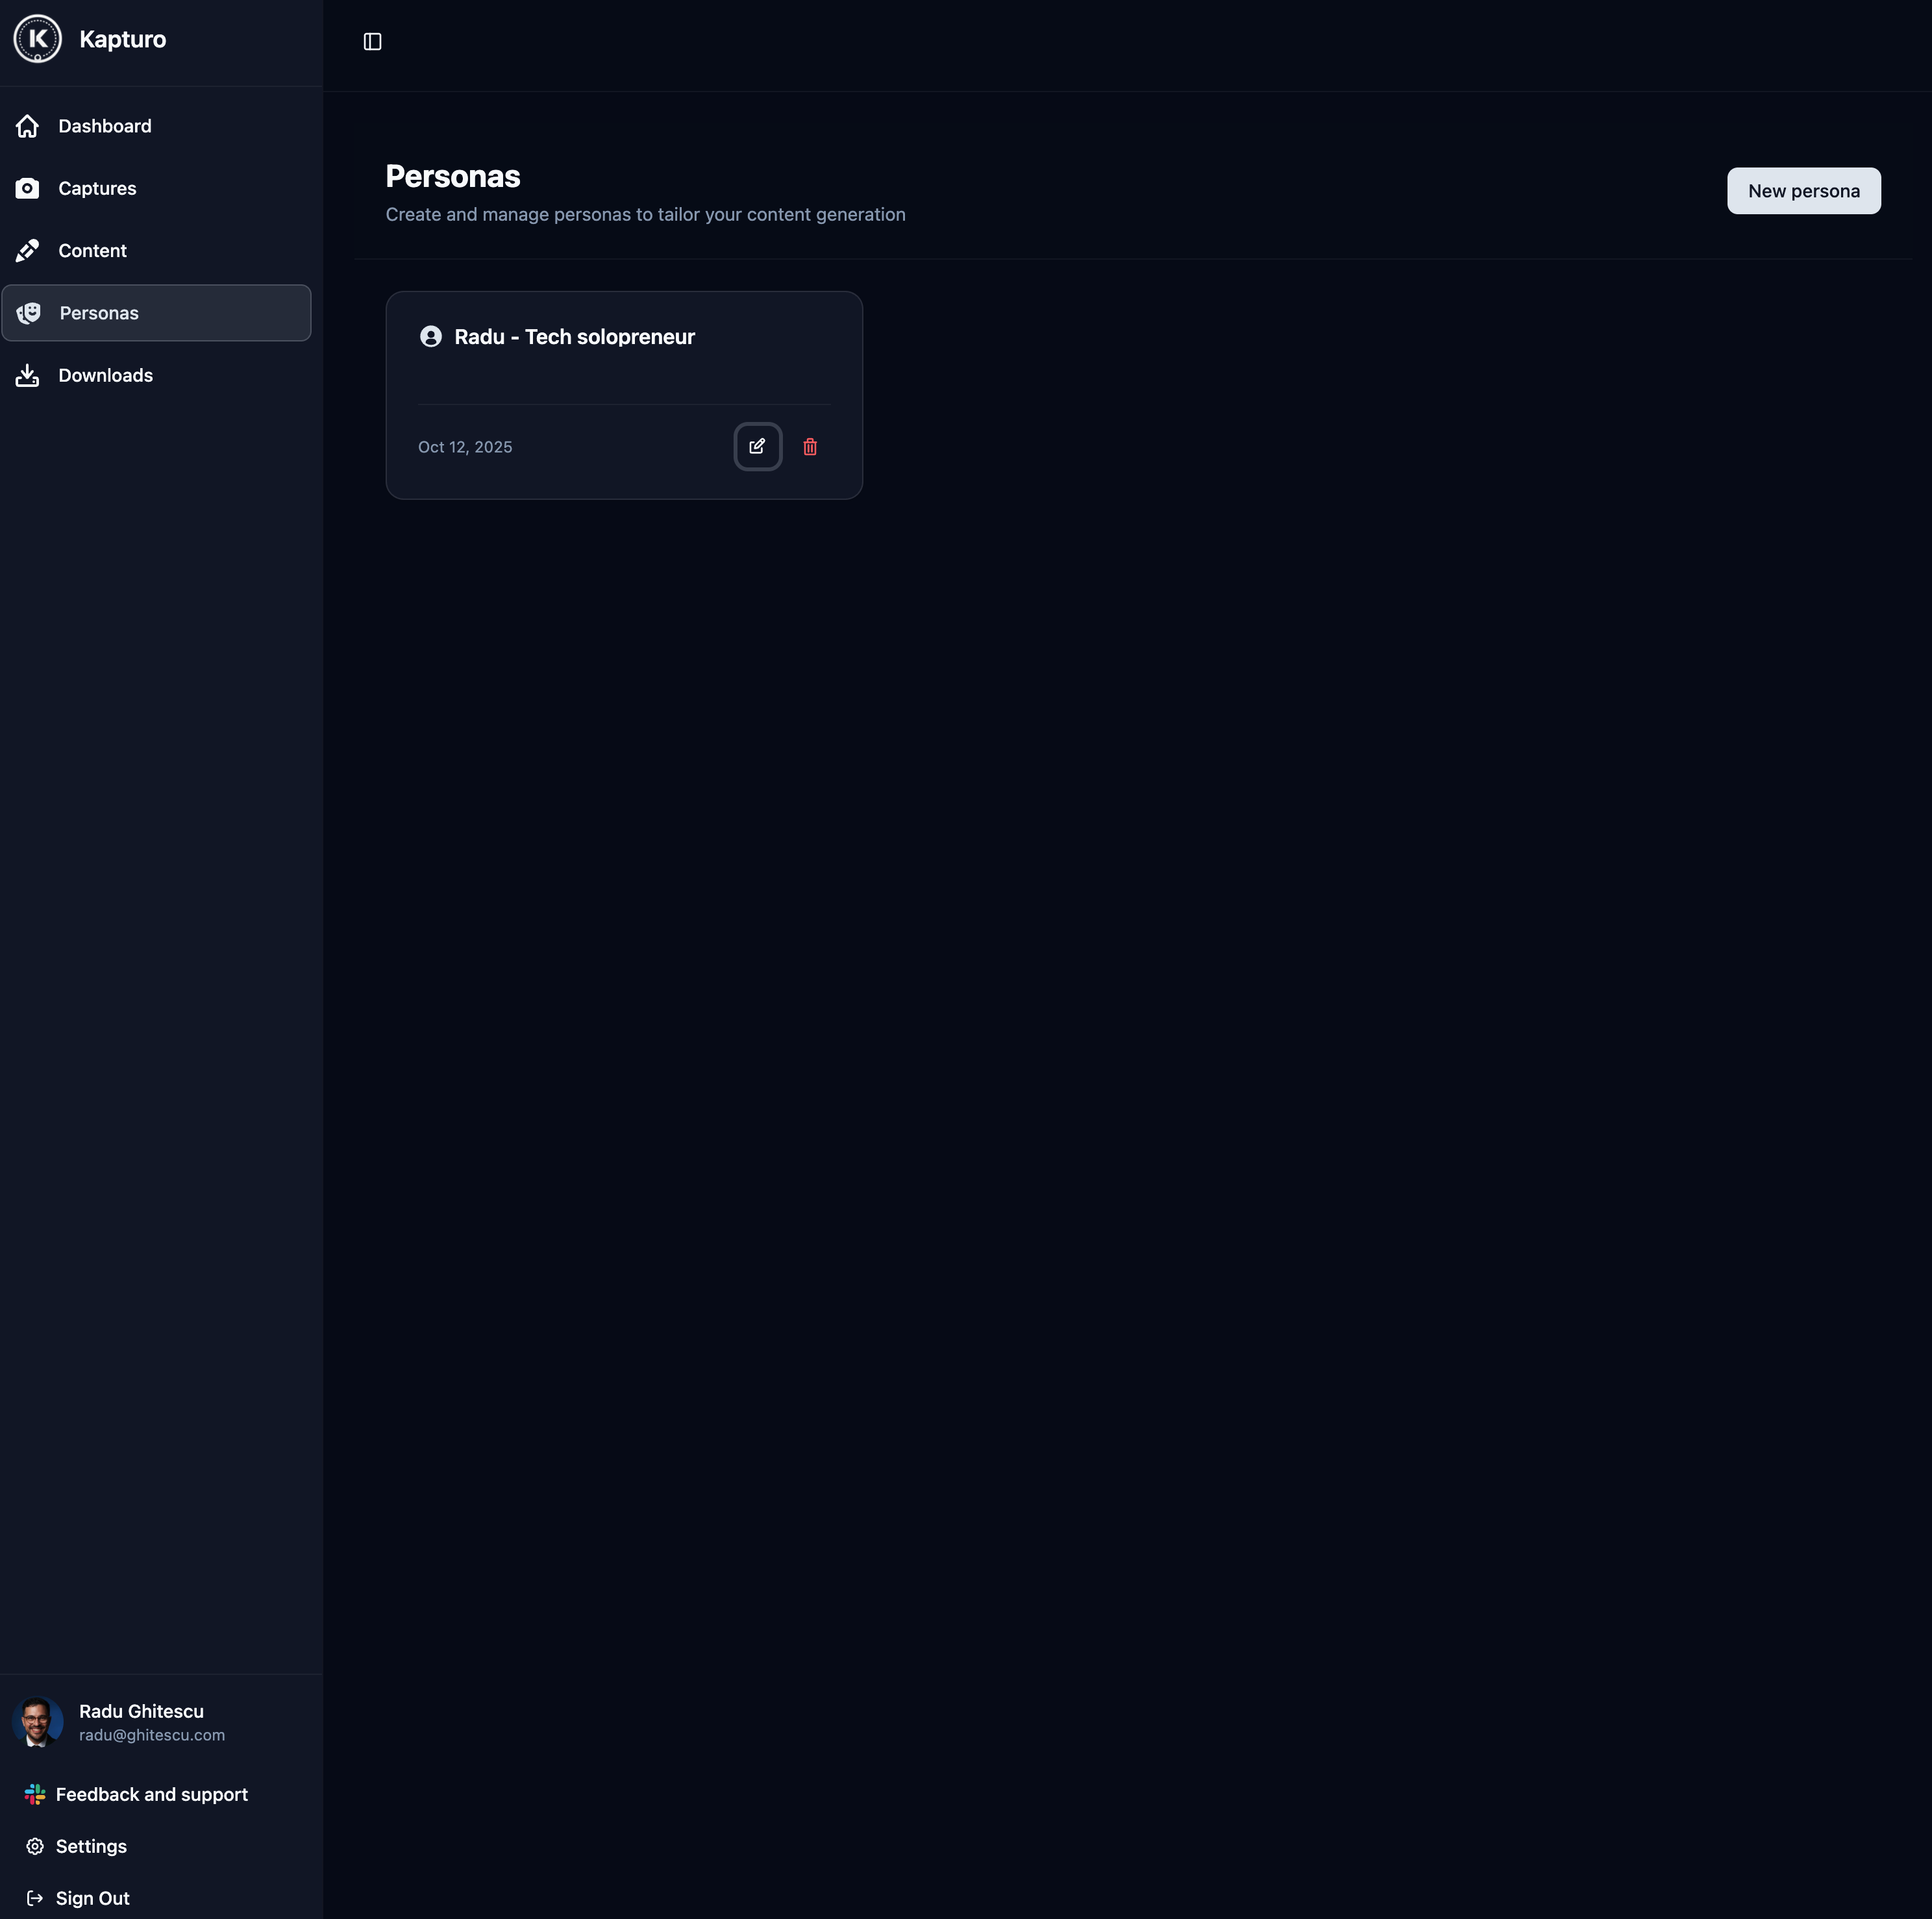 Kapturo
Dashboard
Captures
Content
Personas
Downloads
Personas
Create and manage personas to tailor your content generation
New persona
Radu - Tech solopreneur
Oct 12, 2025
Radu Ghitescu
radu@ghitescu.com
Feedback and support
Settings
Sign Out